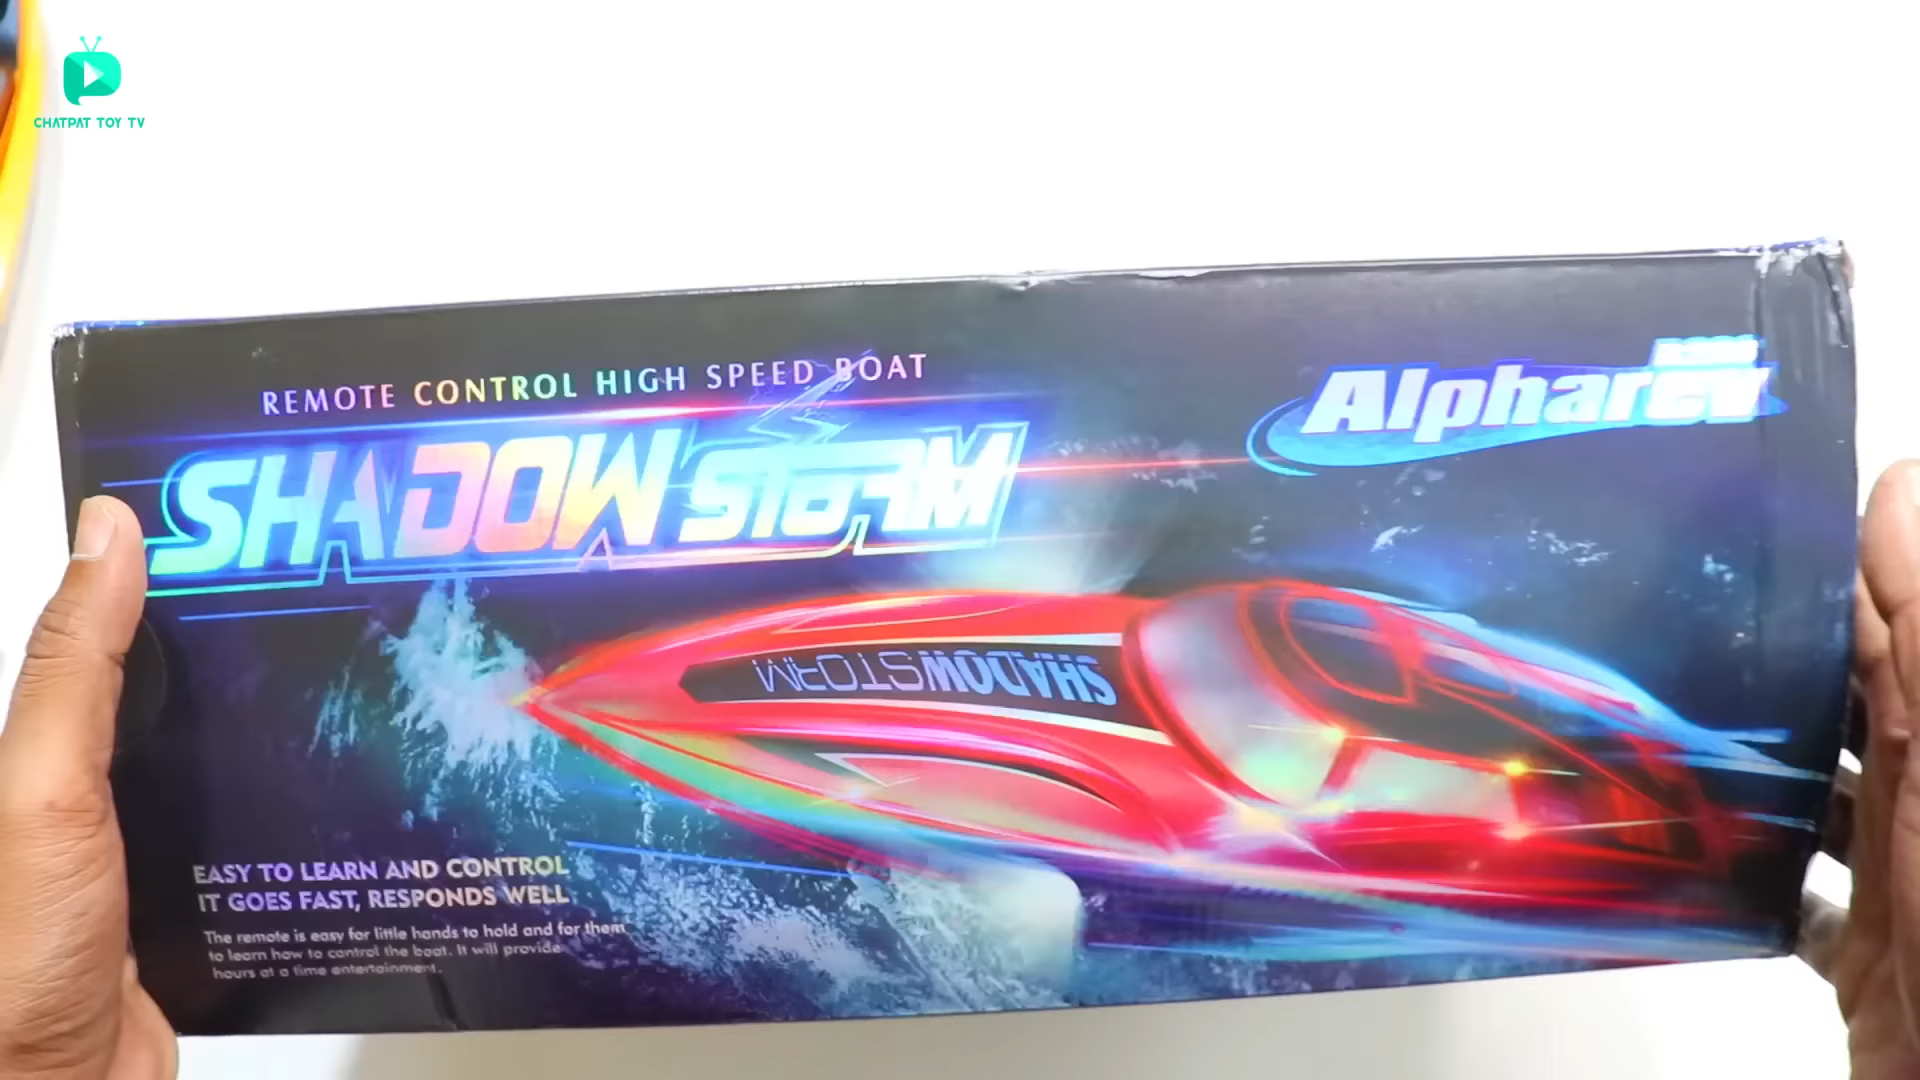 CHATPAT TOY TV
REMOTE CONTROL HIGH SPEED BOAT
Alpharev
SHADOW STORM
SHADOWSTORM
EASY TO LEARN AND CONTROL
IT GOES FAST, RESPONDS WELL
The remote is easy for little hands to hold and for them
to learn how to control the boat. It will provide
hours at a time entertainment.